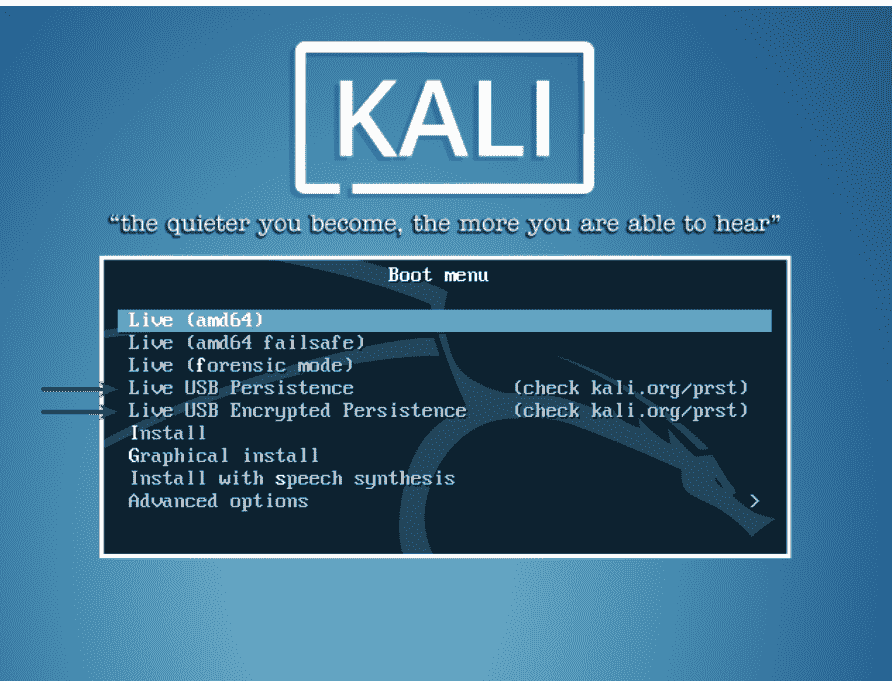 KALI
“the quieter you become, the more you are able to hear”
Boot menu
Live (amd64)
Live (amd64 failsafe)
Live (forensic mode)
Live USB Persistence (check kali.org/prst)
Live USB Encrypted Persistence (check kali.org/prst)
Install
Graphical install
Install with speech synthesis
Advanced options >